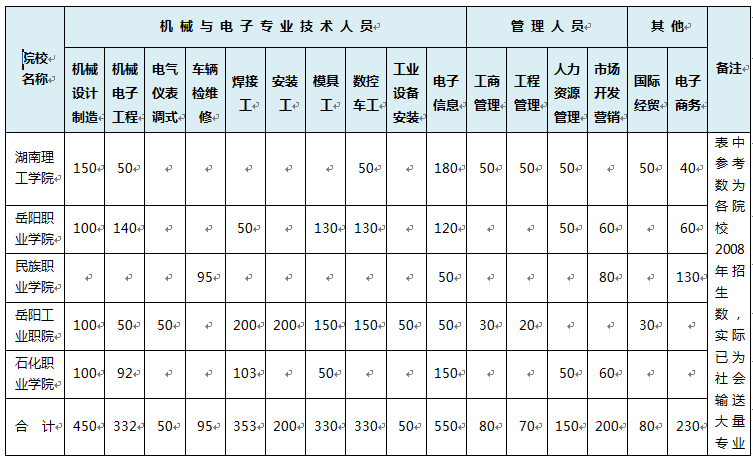 机 械 与 电 子 专 业 技 术 人 员 管 理 人 员 其 他
院校名称 机械设计制造 机械电子工程 电气仪表调式 车辆检维修 焊接工 安装工 模具工 数控车工 工业设备安装 电子信息 工商管理 工程管理 人力资源管理 市场开发营销 国际经贸 电子商务 备注
湖南理工学院 150 50 50 180 50 50 50 50 40
岳阳职业学院 100 140 50 130 130 120 50 60 60
民族职业学院 95 50 80 130
岳阳工业职院 100 50 50 200 200 150 150 50 50 30 20 30
石化职业学院 100 92 103 50 150 50 60
合 计 450 332 50 95 353 200 330 330 50 550 80 70 150 200 80 230
表中
参考
数为
各院
校
2008
年招
生
数，
实际
已为
社会
输送
大量
专业